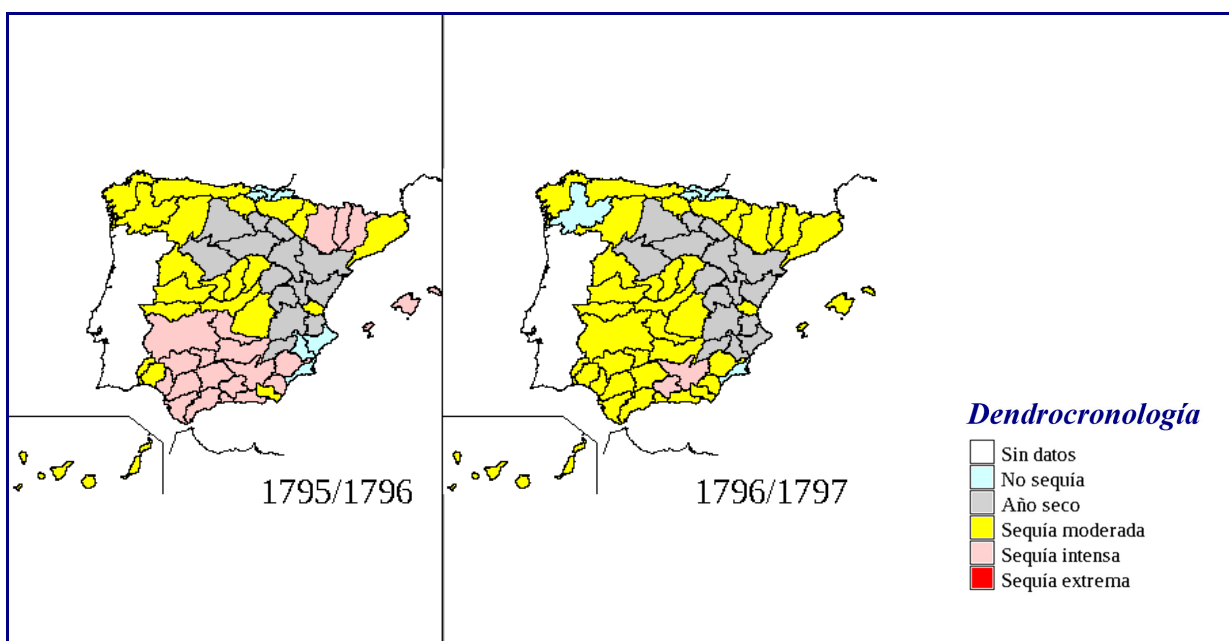 1795/1796
1796/1797
Dendrocronología
Sin datos
No sequía
Año seco
Sequía moderada
Sequía intensa
Sequía extrema